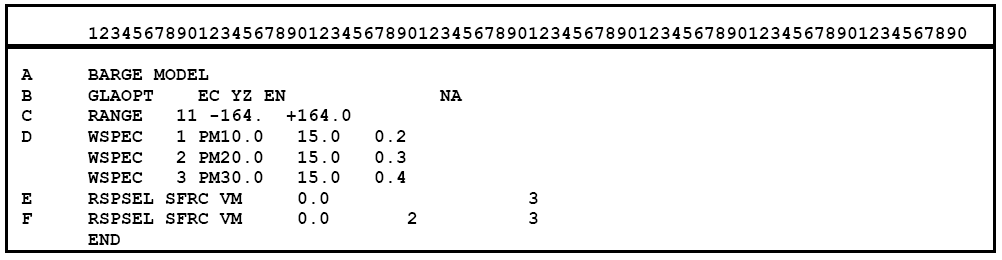 12345678901234567890123456789012345678901234567890123456789012345678901234567890
A      BARGE MODEL
B      GLAOPT    EC YZ EN              NA
C      RANGE   11 -164.  +164.0
D      WSPEC   1 PM10.0   15.0   0.2
       WSPEC   2 PM20.0   15.0   0.3
       WSPEC   3 PM30.0   15.0   0.4
E      RSPSEL SFRC VM     0.0                  3
F      RSPSEL SFRC VM     0.0       2          3
       END